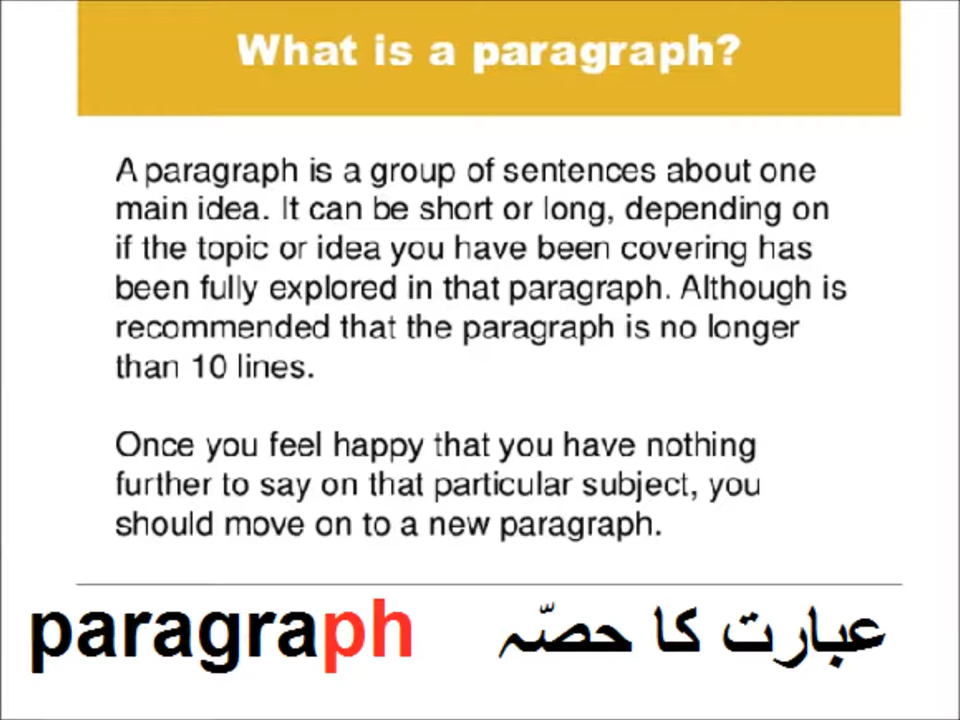 What is a paragraph?
A paragraph is a group of sentences about one
main idea. It can be short or long, depending on
if the topic or idea you have been covering has
been fully explored in that paragraph. Although is
recommended that the paragraph is no longer
than 10 lines.
Once you feel happy that you have nothing
further to say on that particular subject, you
should move on to a new paragraph.
paragraph
عبارت کا حصّہ